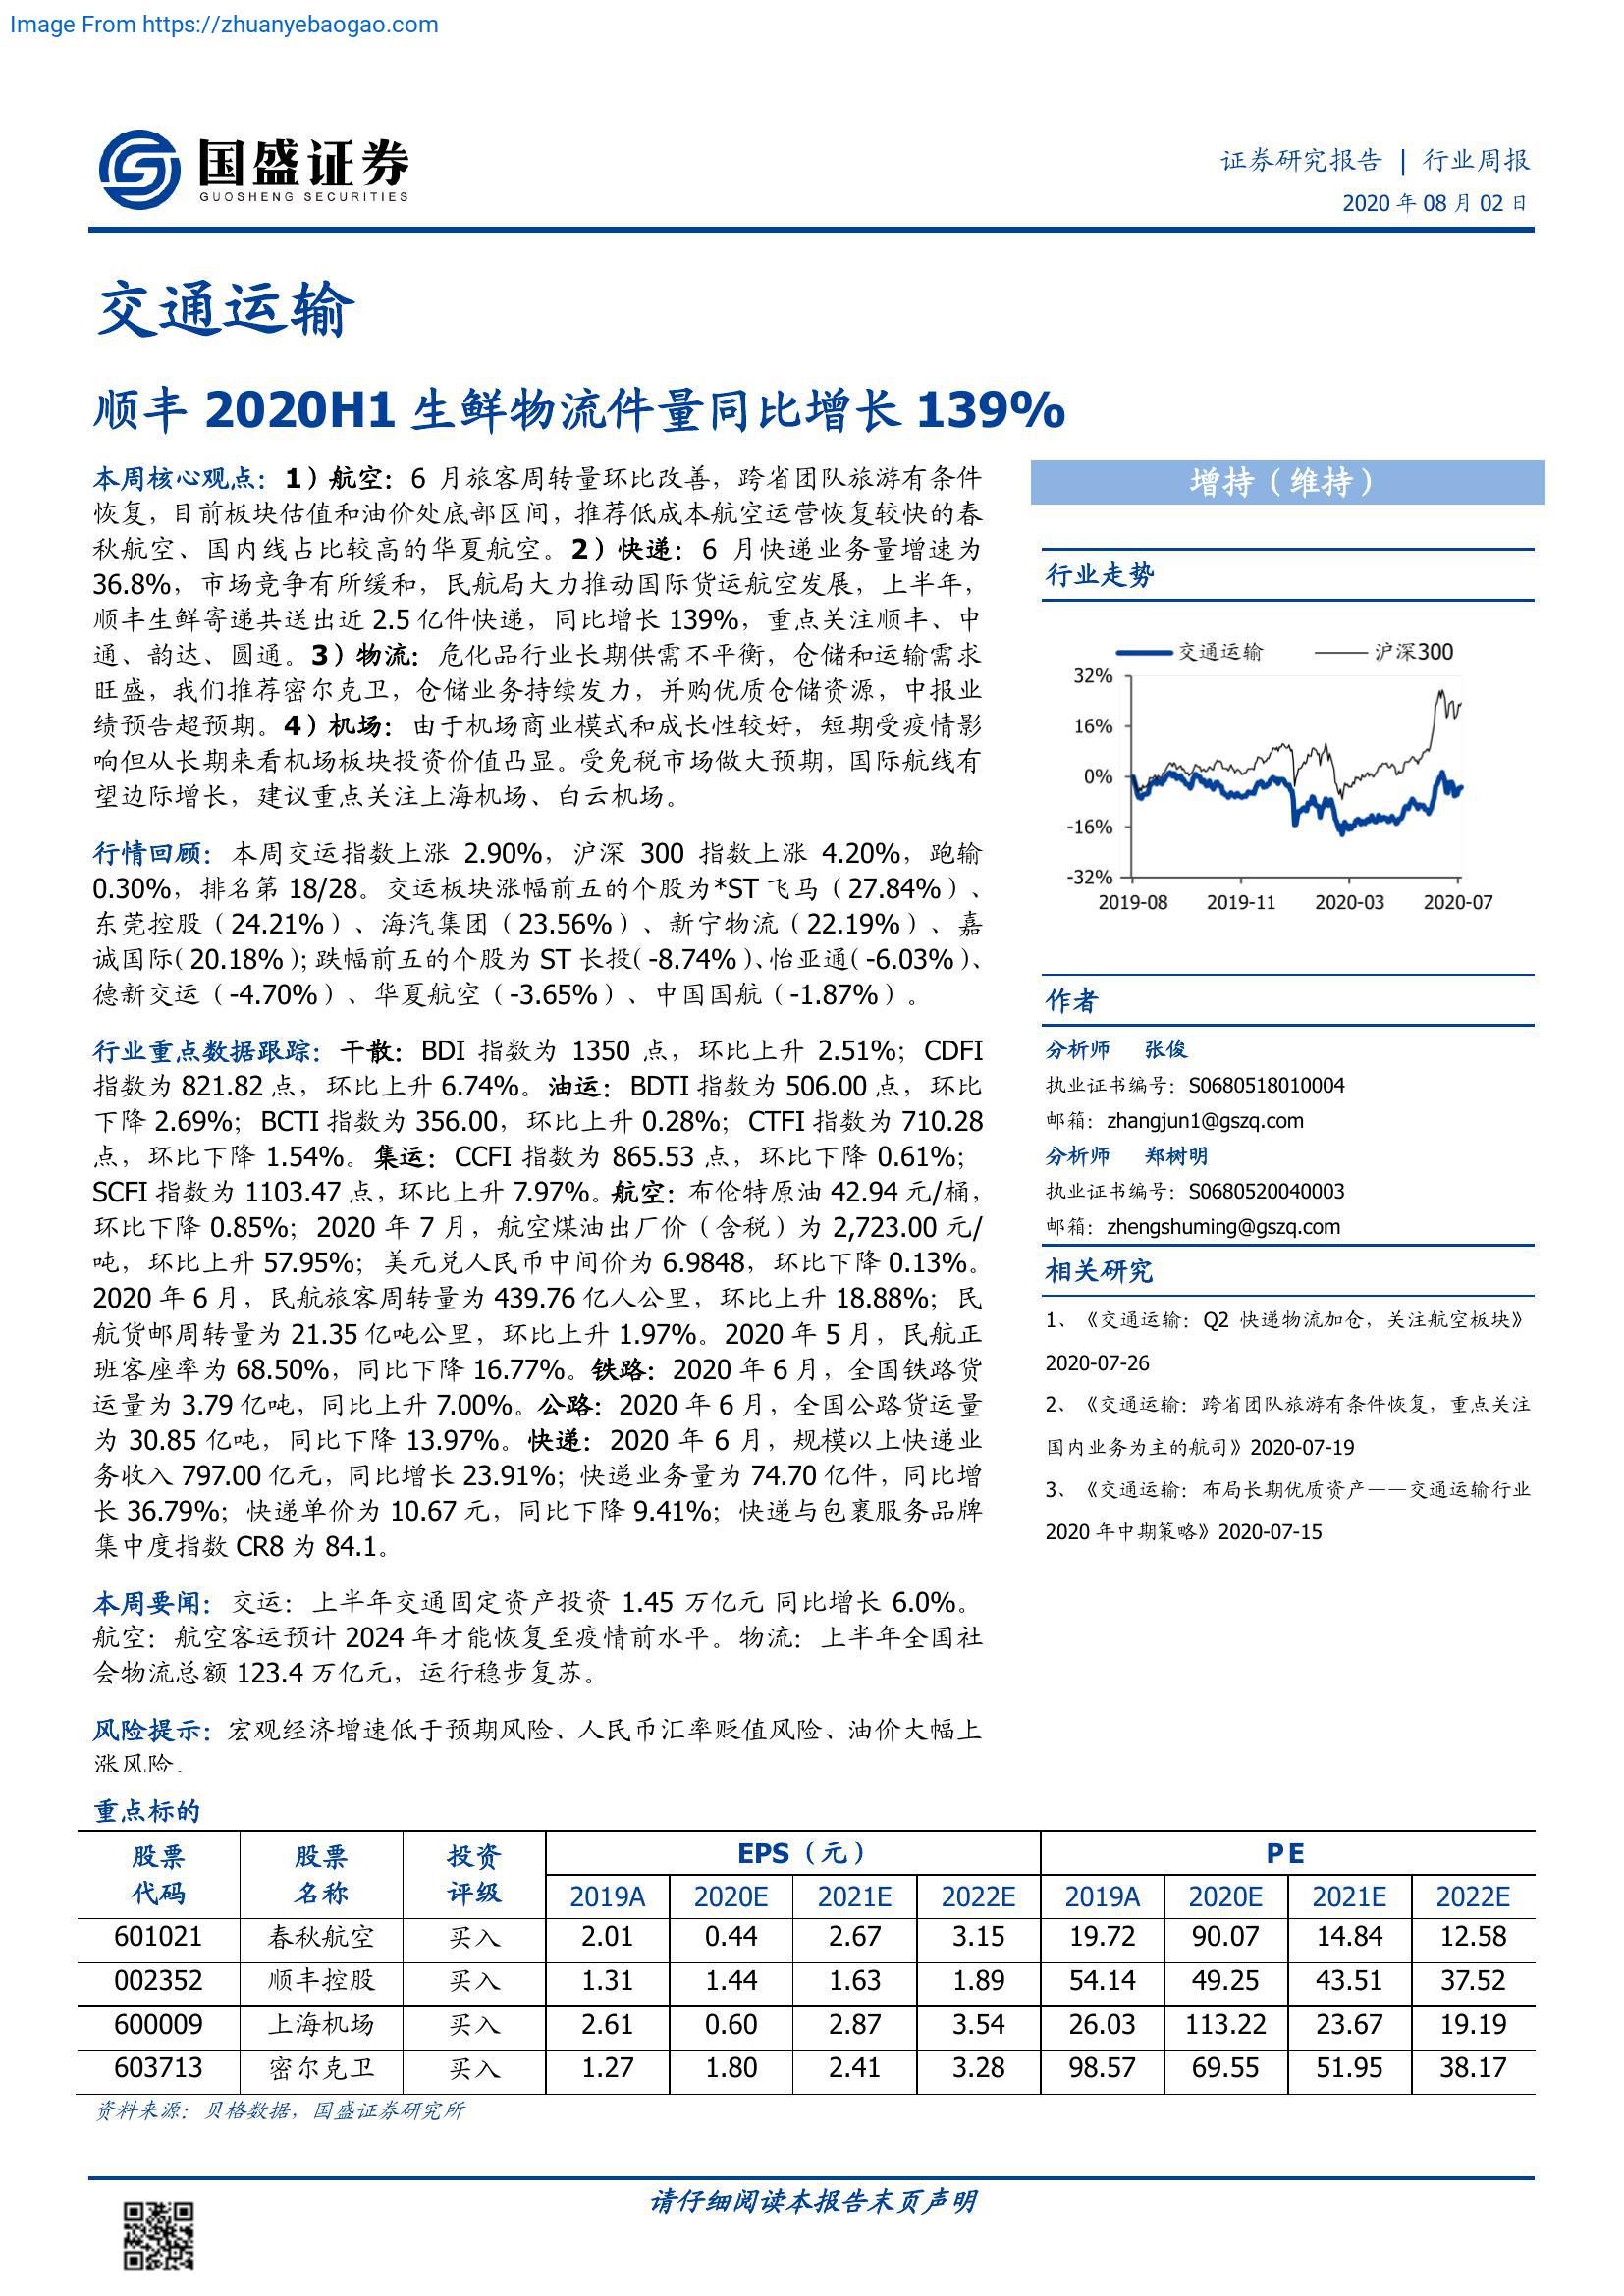 Image From https://zhuanyebaogao.com
国盛证券
GUOSHENG SECURITIES
证券研究报告 | 行业周报
2020 年 08 月 02 日
交通运输
顺丰 2020H1 生鲜物流件量同比增长 139%
本周核心观点：1）航空：6 月旅客周转量环比改善，跨省团队旅游有条件
恢复，目前板块估值和油价处底部区间，推荐低成本航空运营恢复较快的春
秋航空、国内线占比较高的华夏航空。2）快递：6 月快递业务量增速为
36.8%，市场竞争有所缓和，民航局大力推动国际货运航空发展，上半年，
顺丰生鲜寄递共送出近 2.5 亿件快递，同比增长 139%，重点关注顺丰、中
通、韵达、圆通。3）物流：危化品行业长期供需不平衡，仓储和运输需求
旺盛，我们推荐密尔克卫，仓储业务持续发力，并购优质仓储资源，中报业
绩预告超预期。4）机场：由于机场商业模式和成长性较好，短期受疫情影
响但从长期来看机场板块投资价值凸显。受免税市场做大预期，国际航线有
望边际增长，建议重点关注上海机场、白云机场。
行情回顾：本周交运指数上涨 2.90%，沪深 300 指数上涨 4.20%，跑输
0.30%，排名第 18/28。交运板块涨幅前五的个股为*ST 飞马（27.84%）、
东莞控股（24.21%）、海汽集团（23.56%）、新宁物流（22.19%）、嘉
诚国际（20.18%）；跌幅前五的个股为 ST 长投（-8.74%）、怡亚通（-6.03%）、
德新交运（-4.70%）、华夏航空（-3.65%）、中国国航（-1.87%）。
行业重点数据跟踪：干散：BDI 指数为 1350 点，环比上升 2.51%；CDFI
指数为 821.82 点，环比上升 6.74%。油运：BDTI 指数为 506.00 点，环比
下降 2.69%；BCTI 指数为 356.00，环比上升 0.28%；CTFI 指数为 710.28
点，环比下降 1.54%。集运：CCFI 指数为 865.53 点，环比下降 0.61%；
SCFI 指数为 1103.47 点，环比上升 7.97%。航空：布伦特原油 42.94 元/桶，
环比下降 0.85%；2020 年 7 月，航空煤油出厂价（含税）为 2,723.00 元/
吨，环比上升 57.95%；美元兑人民币中间价为 6.9848，环比下降 0.13%。
2020 年 6 月，民航旅客周转量为 439.76 亿人公里，环比上升 18.88%；民
航货邮周转量为 21.35 亿吨公里，环比上升 1.97%。2020 年 5 月，民航正
班客座率为 68.50%，同比下降 16.77%。铁路：2020 年 6 月，全国铁路货
运量为 3.79 亿吨，同比上升 7.00%。公路：2020 年 6 月，全国公路货运量
为 30.85 亿吨，同比下降 13.97%。快递：2020 年 6 月，规模以上快递业
务收入 797.00 亿元，同比增长 23.91%；快递业务量为 74.70 亿件，同比增
长 36.79%；快递单价为 10.67 元，同比下降 9.41%；快递与包裹服务品牌
集中度指数 CR8 为 84.1。
本周要闻：交运：上半年交通固定资产投资 1.45 万亿元 同比增长 6.0%。
航空：航空客运预计 2024 年才能恢复至疫情前水平。物流：上半年全国社
会物流总额 123.4 万亿元，运行稳步复苏。
风险提示：宏观经济增速低于预期风险、人民币汇率贬值风险、油价大幅上
涨风险.
增持（维持）
行业走势
交通运输 沪深300
32%
16%
0%
-16%
-32%
2019-08 2019-11 2020-03 2020-07
作者
分析师 张俊
执业证书编号：S0680518010004
邮箱：zhangjun1@gszq.com
分析师 郑树明
执业证书编号：S0680520040003
邮箱：zhengshuming@gszq.com
相关研究
1、《交通运输：Q2 快递物流加仓，关注航空板块》
2020-07-26
2、《交通运输：跨省团队旅游有条件恢复，重点关注
国内业务为主的航司》2020-07-19
3、《交通运输：布局长期优质资产——交通运输行业
2020 年中期策略》2020-07-15
重点标的
股票 股票 投资 EPS（元） PE
代码 名称 评级 2019A 2020E 2021E 2022E 2019A 2020E 2021E 2022E
601021 春秋航空 买入 2.01 0.44 2.67 3.15 19.72 90.07 14.84 12.58
002352 顺丰控股 买入 1.31 1.44 1.63 1.89 54.14 49.25 43.51 37.52
600009 上海机场 买入 2.61 0.60 2.87 3.54 26.03 113.22 23.67 19.19
603713 密尔克卫 买入 1.27 1.80 2.41 3.28 98.57 69.55 51.95 38.17
资料来源：贝格数据，国盛证券研究所
请仔细阅读本报告末页声明